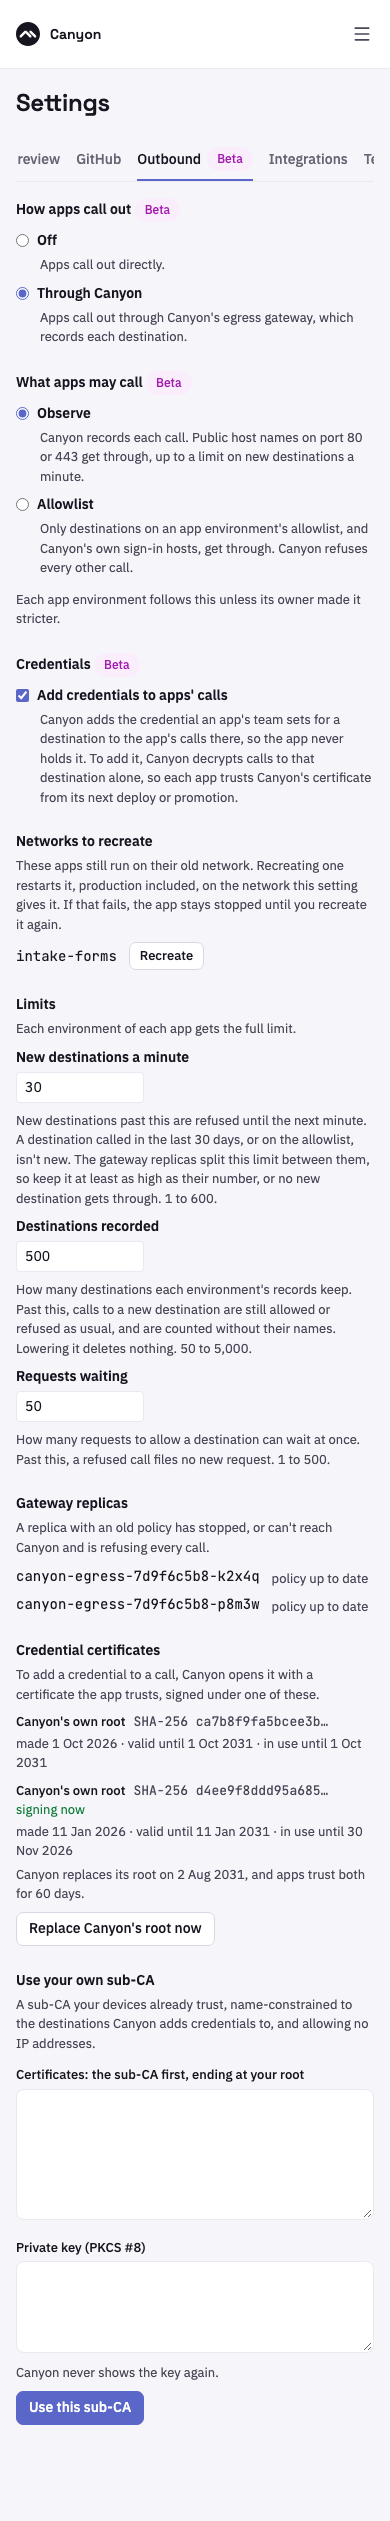 Canyon
Settings
review GitHub Outbound Beta Integrations Te
How apps call out Beta
Off
Apps call out directly.
Through Canyon
Apps call out through Canyon's egress gateway, which
records each destination.
What apps may call Beta
Observe
Canyon records each call. Public host names on port 80
or 443 get through, up to a limit on new destinations a
minute.
Allowlist
Only destinations on an app environment's allowlist, and
Canyon's own sign-in hosts, get through. Canyon refuses
every other call.
Each app environment follows this unless its owner made it
stricter.
Credentials Beta
Add credentials to apps' calls
Canyon adds the credential an app's team sets for a
destination to the app's calls there, so the app never
holds it. To add it, Canyon decrypts calls to that
destination alone, so each app trusts Canyon's certificate
from its next deploy or promotion.
Networks to recreate
These apps still run on their old network. Recreating one
restarts it, production included, on the network this setting
gives it. If that fails, the app stays stopped until you recreate
it again.
intake-forms Recreate
Limits
Each environment of each app gets the full limit.
New destinations a minute
30
New destinations past this are refused until the next minute.
A destination called in the last 30 days, or on the allowlist,
isn't new. The gateway replicas split this limit between them,
so keep it at least as high as their number, or no new
destination gets through. 1 to 600.
Destinations recorded
500
How many destinations each environment's records keep.
Past this, calls to a new destination are still allowed or
refused as usual, and are counted without their names.
Lowering it deletes nothing. 50 to 5,000.
Requests waiting
50
How many requests to allow a destination can wait at once.
Past this, a refused call files no new request. 1 to 500.
Gateway replicas
A replica with an old policy has stopped, or can't reach
Canyon and is refusing every call.
canyon-egress-7d9f6c5b8-k2x4q policy up to date
canyon-egress-7d9f6c5b8-p8m3w policy up to date
Credential certificates
To add a credential to a call, Canyon opens it with a
certificate the app trusts, signed under one of these.
Canyon's own root SHA-256 ca7b8f9fa5bcee3b…
made 1 Oct 2026 · valid until 1 Oct 2031 · in use until 1 Oct
2031
Canyon's own root SHA-256 d4ee9f8ddd95a685…
signing now
made 11 Jan 2026 · valid until 11 Jan 2031 · in use until 30
Nov 2026
Canyon replaces its root on 2 Aug 2031, and apps trust both
for 60 days.
Replace Canyon's root now
Use your own sub-CA
A sub-CA your devices already trust, name-constrained to
the destinations Canyon adds credentials to, and allowing no
IP addresses.
Certificates: the sub-CA first, ending at your root
Private key (PKCS #8)
Canyon never shows the key again.
Use this sub-CA